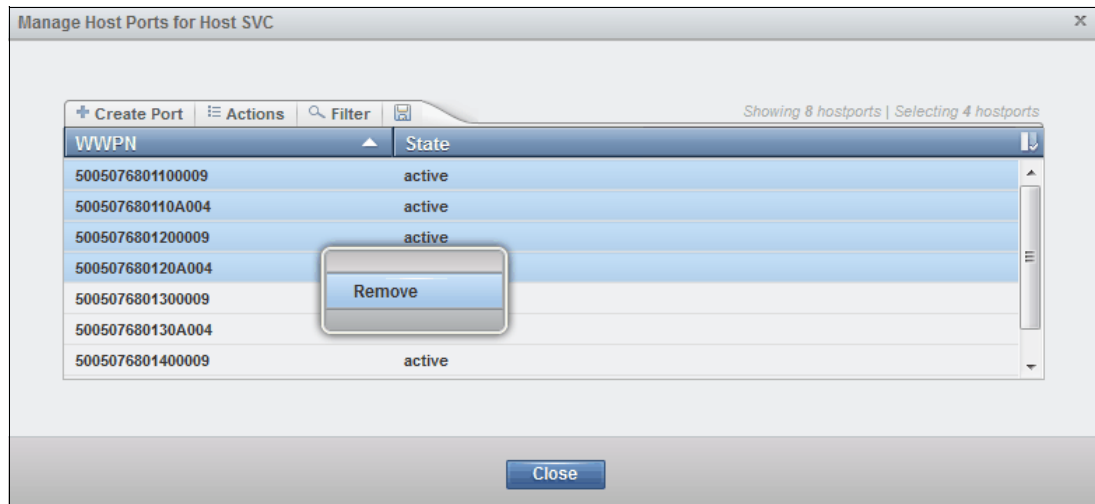 Manage Host Ports for Host SVC x
Create Port Actions Filter Showing 8 hostports | Selecting 4 hostports
WWPN State
5005076801100009 active
500507680110A004 active
5005076801200009 active
500507680120A004
Remove
5005076801300009
500507680130A004
5005076801400009 active
Close